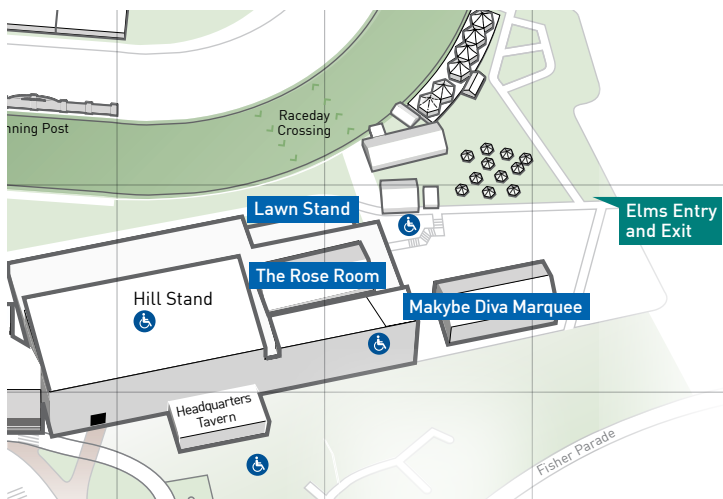 Raceday
Crossing
nning Post
Lawn Stand
Elms Entry
and Exit
The Rose Room
Hill Stand
Makybe Diva Marquee
Headquarters
Tavern
Fisher Parade